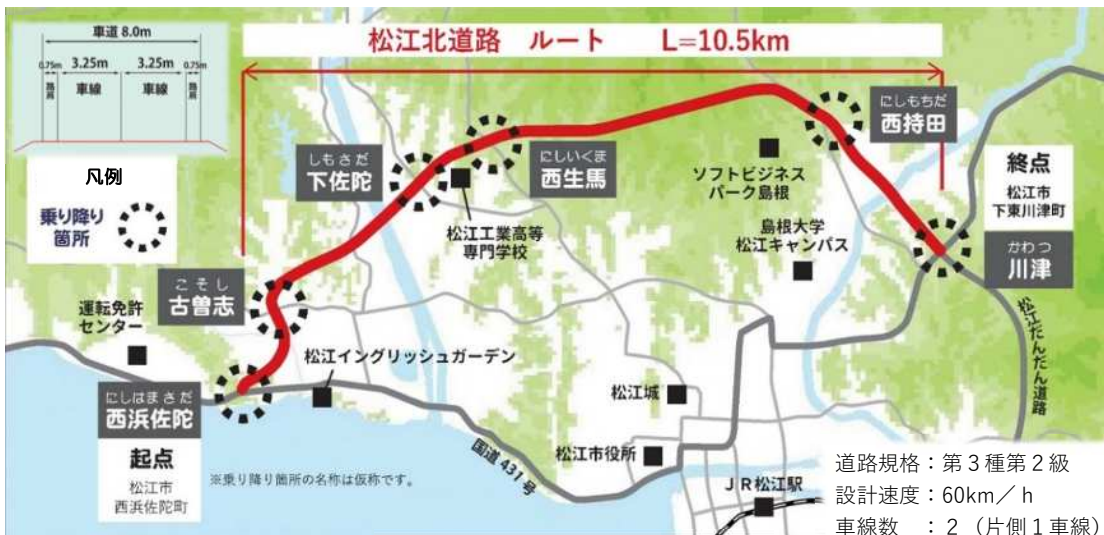 車道 8.0m
0.75m 3.25m 3.25m 0.75m
路肩 車線 車線 路肩
松江北道路 ルート L=10.5km
凡例
乗り降り
箇所
しもさだ
下佐陀
にしいくま
西生馬
松江工業高等
専門学校
にしもちだ
西持田
ソフトビジネス
パーク島根
島根大学
松江キャンパス
終点
松江市
下東川津町
かわつ
川津
こそし
古曽志
運転免許
センター
松江イングリッシュガーデン
松江だんだん道路
にしはまさだ
西浜佐陀
起点
松江市
西浜佐陀町
※乗り降り箇所の名称は仮称です。
国道431号
松江城
松江市役所
JR松江駅
道路規格：第3種第2級
設計速度：60km／h
車線数　：2（片側1車線）